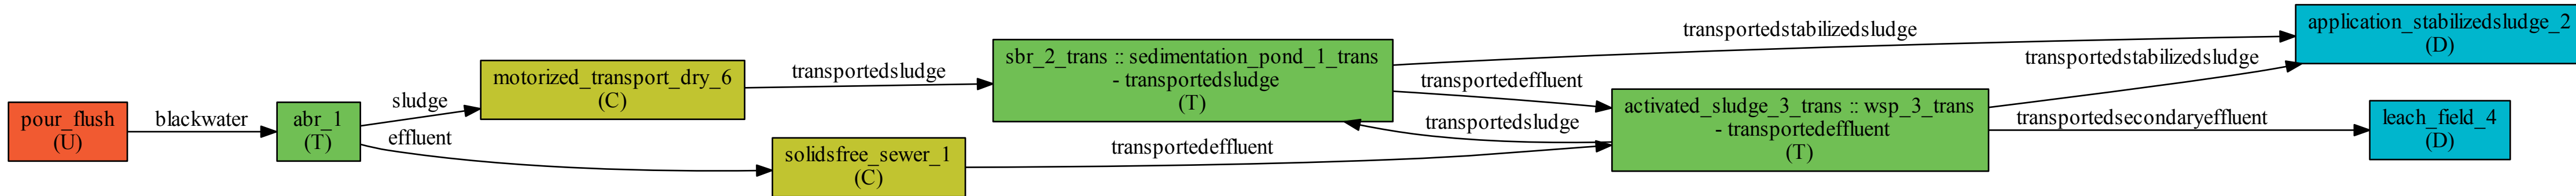 pour_flush
(U)
blackwater
abr_1
(T)
sludge
effluent
motorized_transport_dry_6
(C)
solidsfree_sewer_1
(C)
transportedsludge
transportedeffluent
sbr_2_trans :: sedimentation_pond_1_trans
- transportedsludge
(T)
transportedstabilizedsludge
transportedeffluent
transportedsludge
activated_sludge_3_trans :: wsp_3_trans
- transportedeffluent
(T)
transportedstabilizedsludge
transportedsecondaryeffluent
application_stabilizedsludge_2
(D)
leach_field_4
(D)